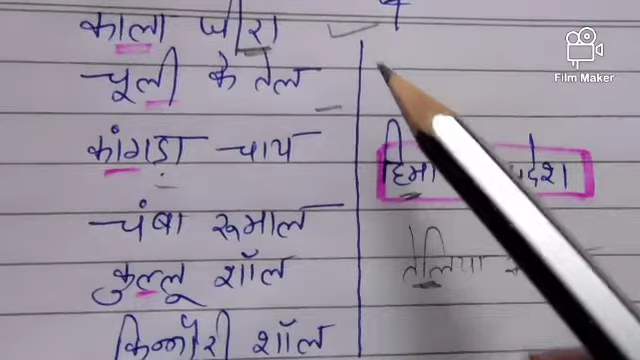 काला जीरा
चूली के तेल
कांगड़ा चाय
चंबा रूमाल
कुल्लू शॉल
किन्नौरी शॉल
तेलिया
Film Maker